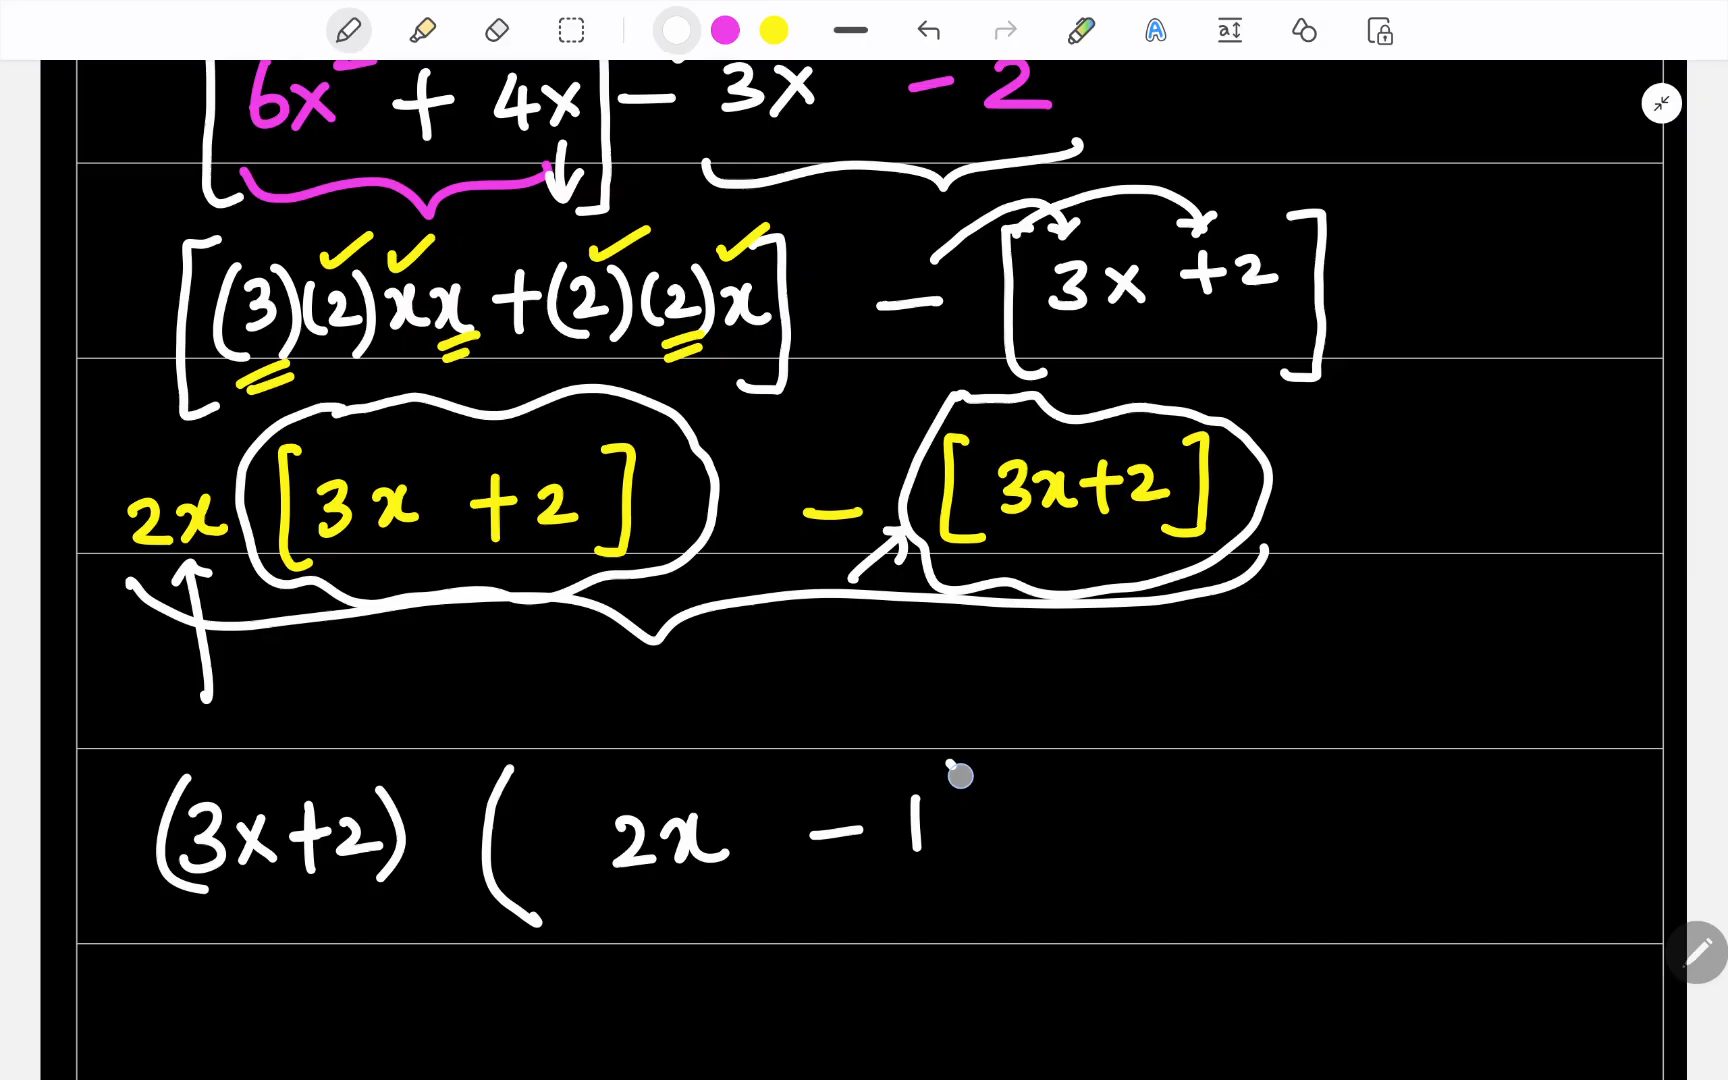 [6x² + 4x] - 3x - 2
[(3)(2)xx + (2)(2)x] - [3x + 2]
2x [3x + 2] - [3x+2]
(3x+2) ( 2x - 1